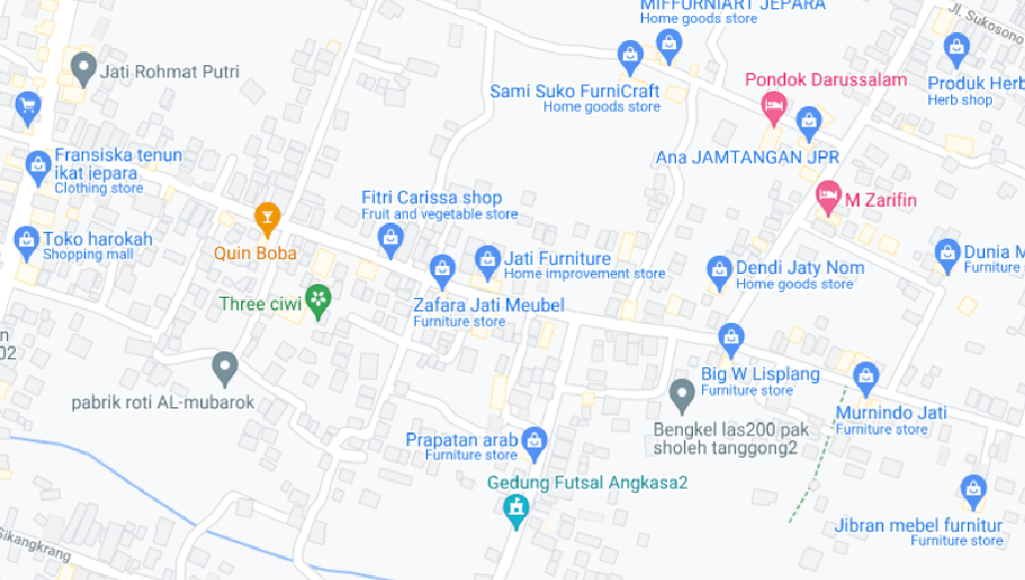 MIFFURNIART JEPARA
Home goods store
Jl. Sukosono
Jati Rohmat Putri
Sami Suko FurniCraft
Home goods store
Pondok Darussalam
Produk Herb
Herb shop
Fransiska tenun
ikat jepara
Clothing store
Ana JAMTANGAN JPR
Fitri Carissa shop
Fruit and vegetable store
M Zarifin
Toko harokah
Shopping mall
Quin Boba
Jati Furniture
Home improvement store
Dendi Jaty Nom
Home goods store
Dunia M
Furniture
Three ciwi
Zafara Jati Meubel
Furniture store
n
02
Big W Lisplang
Furniture store
pabrik roti AL-mubarok
Murnindo Jati
Furniture store
Bengkel las200 pak
sholeh tanggong2
Prapatan arab
Furniture store
Gedung Futsal Angkasa2
Jibran mebel furnitur
Furniture store
Sikangkrang